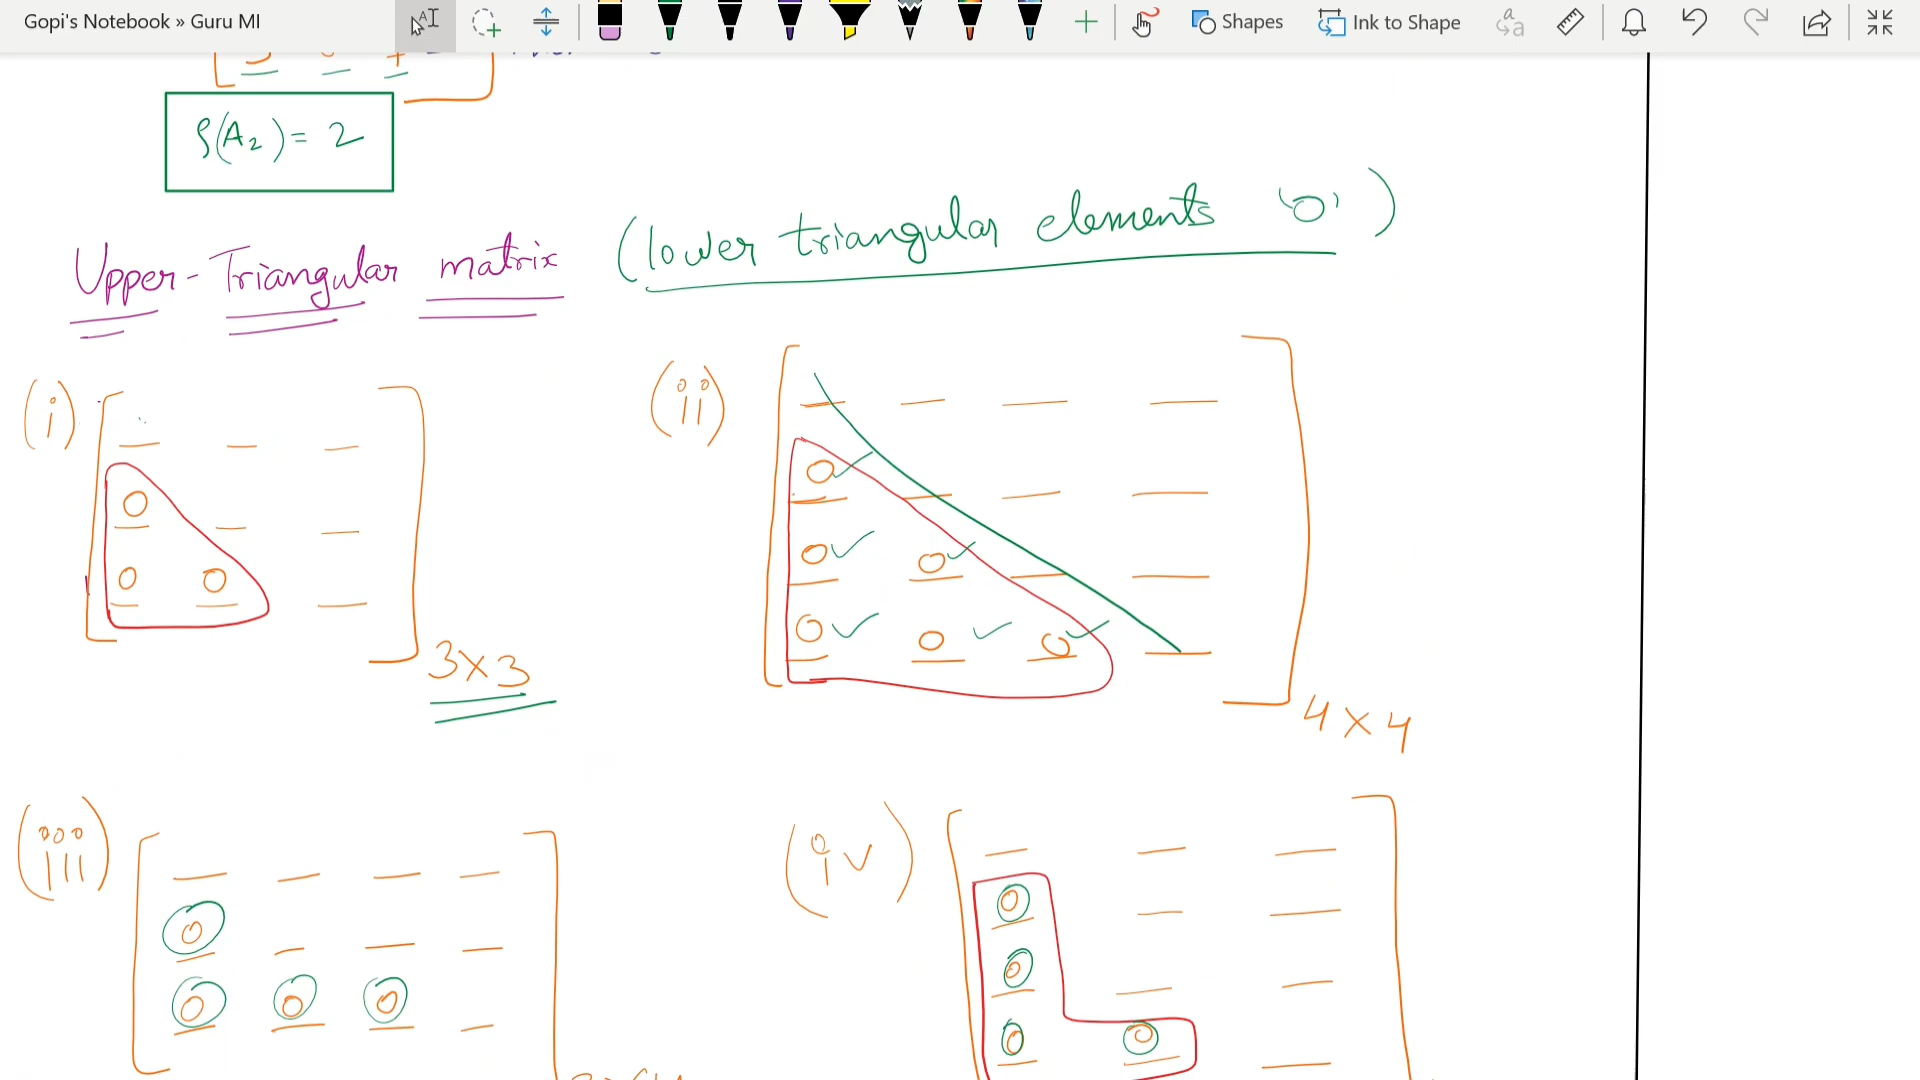 Gopi's Notebook » Guru MI
Shapes
Ink to Shape
ρ(A₂) = 2
Upper-Triangular matrix (lower triangular elements '0')
(i)
0
0 0
3×3
(ii)
0
0 0
0 0 0
4×4
(iii)
0
0 0 0
(iv)
0
0
0 0